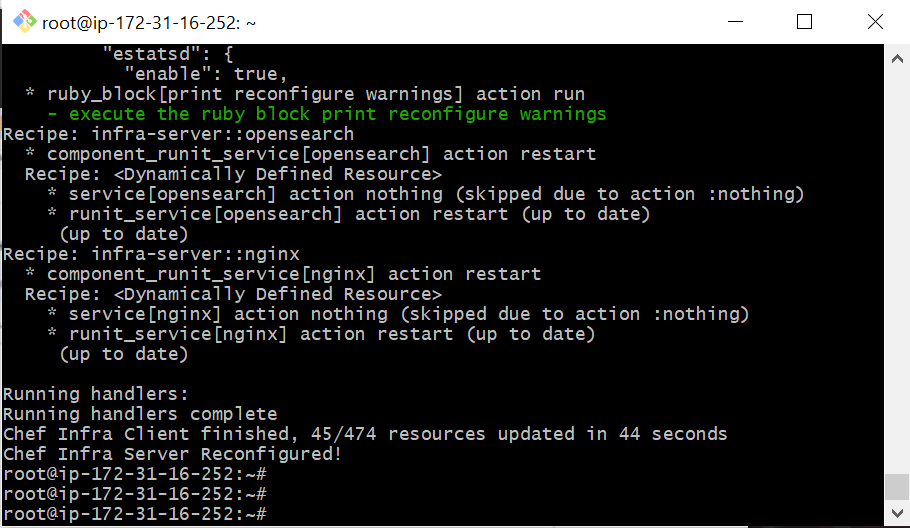 root@ip-172-31-16-252: ~
"estatsd": {
"enable": true,
* ruby_block[print reconfigure warnings] action run
- execute the ruby block print reconfigure warnings
Recipe: infra-server::opensearch
* component_runit_service[opensearch] action restart
Recipe: <Dynamically Defined Resource>
* service[opensearch] action nothing (skipped due to action :nothing)
* runit_service[opensearch] action restart (up to date)
(up to date)
Recipe: infra-server::nginx
* component_runit_service[nginx] action restart
Recipe: <Dynamically Defined Resource>
* service[nginx] action nothing (skipped due to action :nothing)
* runit_service[nginx] action restart (up to date)
(up to date)
Running handlers:
Running handlers complete
Chef Infra Client finished, 45/474 resources updated in 44 seconds
Chef Infra Server Reconfigured!
root@ip-172-31-16-252:~#
root@ip-172-31-16-252:~#
root@ip-172-31-16-252:~#